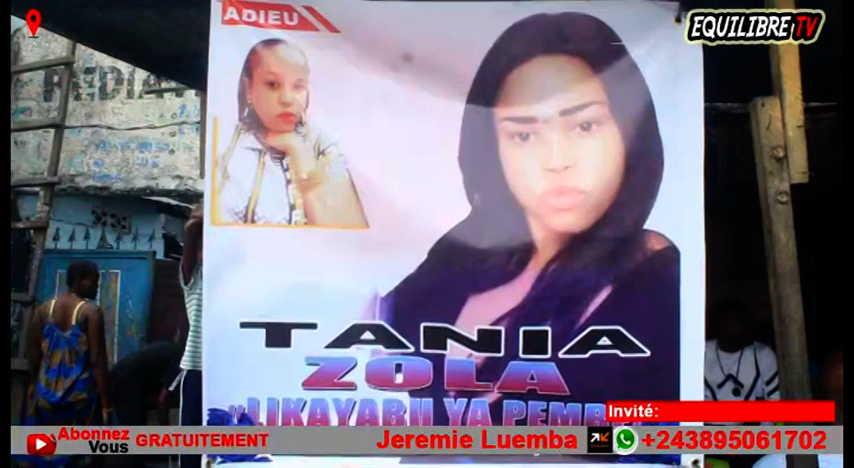 ADIEU
EQUILIBRE TV
TANIA
ZOLA
"LIKAYABU YA
Invité:
Abonnez
Vous GRATUITEMENT
Jeremie Luemba +243895061702